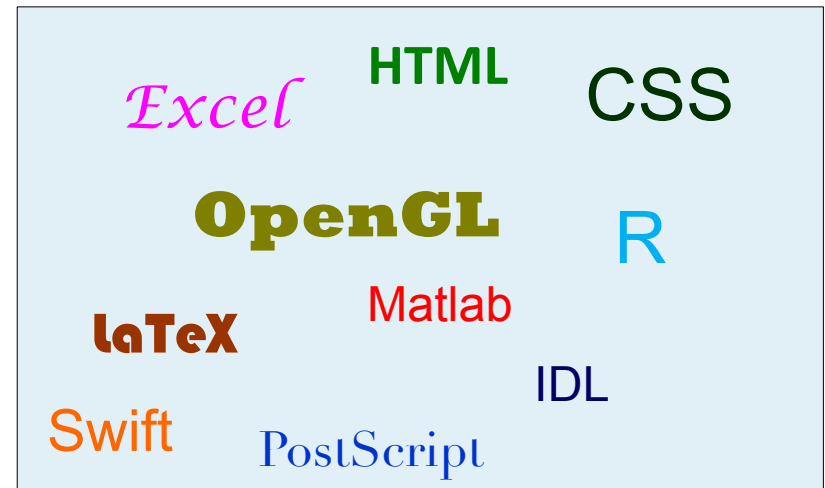 HTML
Excel
CSS
OpenGL
R
Matlab
LaTeX
IDL
Swift
PostScript